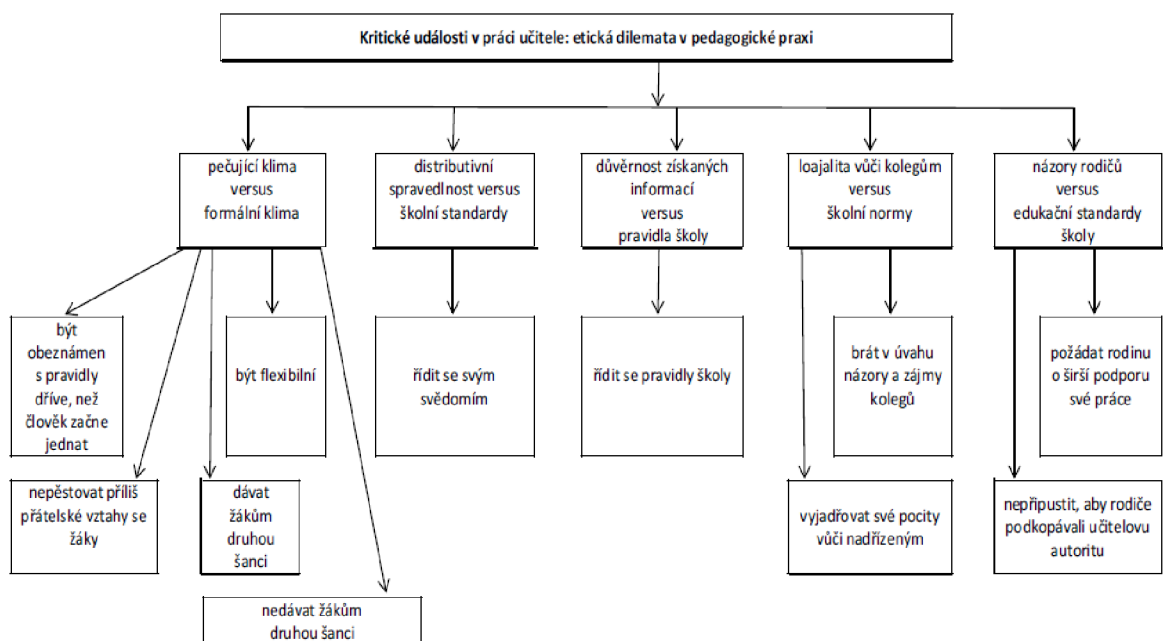 Kritické události v práci učitele: etická dilemata v pedagogické praxi
pečující klima
versus
formální klima
distributivní
spravedlnost versus
školní standardy
důvěrnost získaných
informací
versus
pravidla školy
loajalita vůči kolegům
versus
školní normy
názory rodičů
versus
edukační standardy
školy
být
obeznámen
s pravidly
dříve, než
člověk začne
jednat
být flexibilní
řídit se svým
svědomím
řídit se pravidly školy
brát v úvahu
názory a zájmy
kolegů
požádat rodinu
o širší podporu
své práce
nepěstovat příliš
přátelské vztahy se
žáky
dávat
žákům
druhou
šanci
vyjadřovat své pocity
vůči nadřízeným
nepřipustit, aby rodiče
podkopávali učitelovu
autoritu
nedávat žákům
druhou šanci